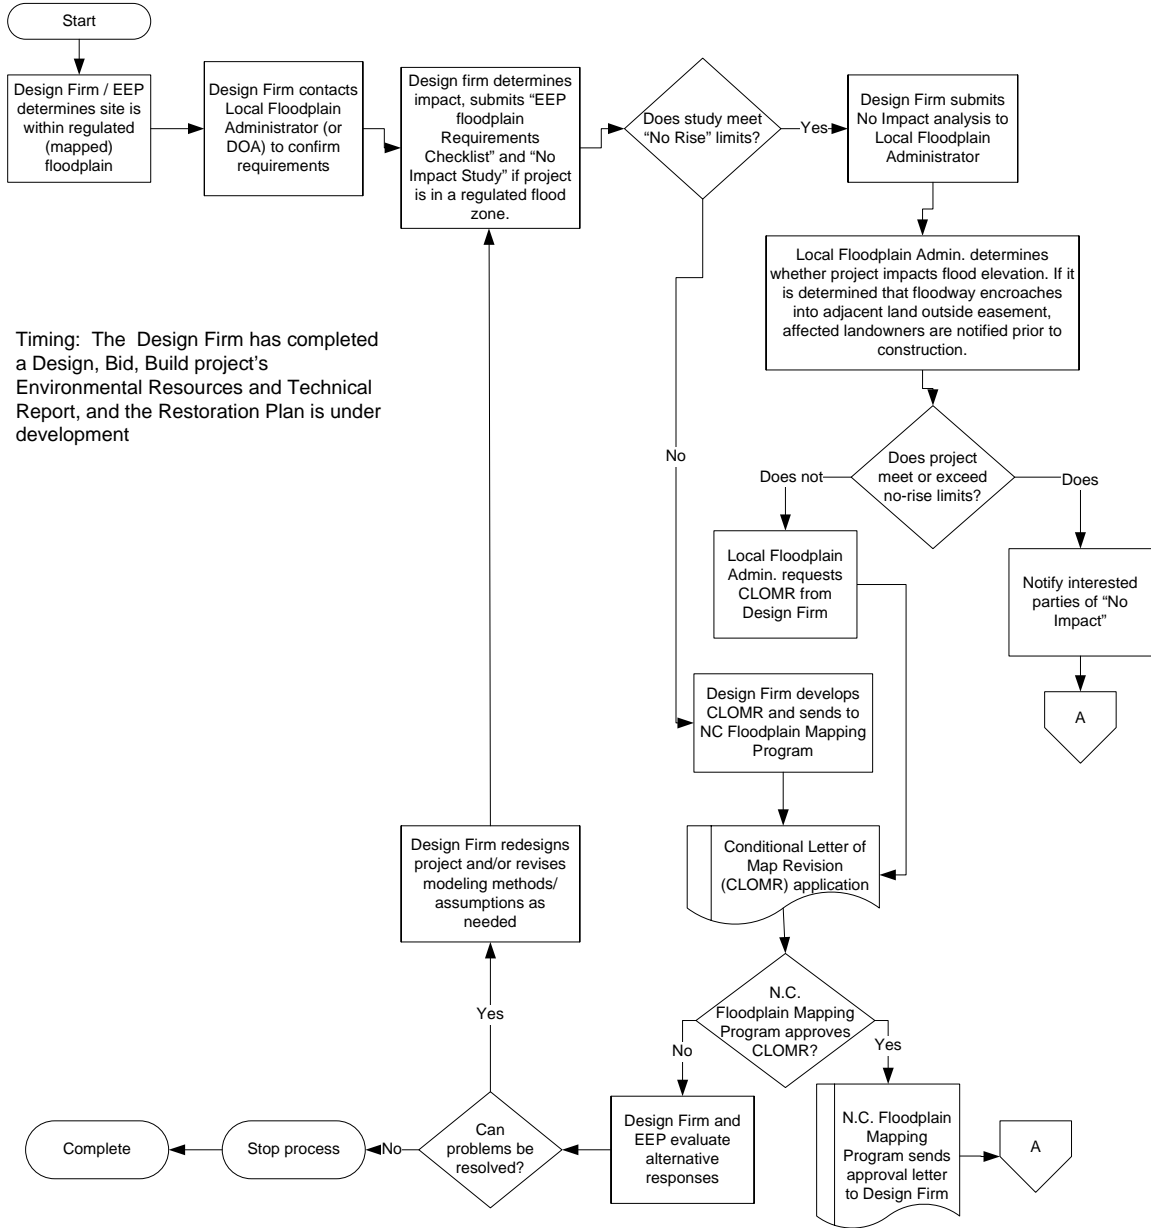 Start
Design Firm / EEP
determines site is
within regulated
(mapped)
floodplain
Design Firm contacts
Local Floodplain
Administrator (or
DOA) to confirm
requirements
Design firm determines
impact, submits “EEP
floodplain
Requirements
Checklist” and “No
Impact Study” if project
is in a regulated flood
zone.
Does study meet
“No Rise” limits?
Yes
Design Firm submits
No Impact analysis to
Local Floodplain
Administrator
Local Floodplain Admin. determines
whether project impacts flood elevation. If it
is determined that floodway encroaches
into adjacent land outside easement,
affected landowners are notified prior to
construction.
Timing:  The  Design Firm has completed
a Design, Bid, Build project’s
Environmental Resources and Technical
Report, and the Restoration Plan is under
development
No
Does project
meet or exceed
no-rise limits?
Does not
Does
Local Floodplain
Admin. requests
CLOMR from
Design Firm
Notify interested
parties of “No
Impact”
A
Design Firm develops
CLOMR and sends to
NC Floodplain Mapping
Program
Conditional Letter of
Map Revision
(CLOMR) application
Design Firm redesigns
project and/or revises
modeling methods/
assumptions as
needed
Yes
N.C.
Floodplain Mapping
Program approves
CLOMR?
No
Yes
Complete
Stop process
No
Can
problems be
resolved?
Design Firm and
EEP evaluate
alternative
responses
N.C. Floodplain
Mapping
Program sends
approval letter
to Design Firm
A